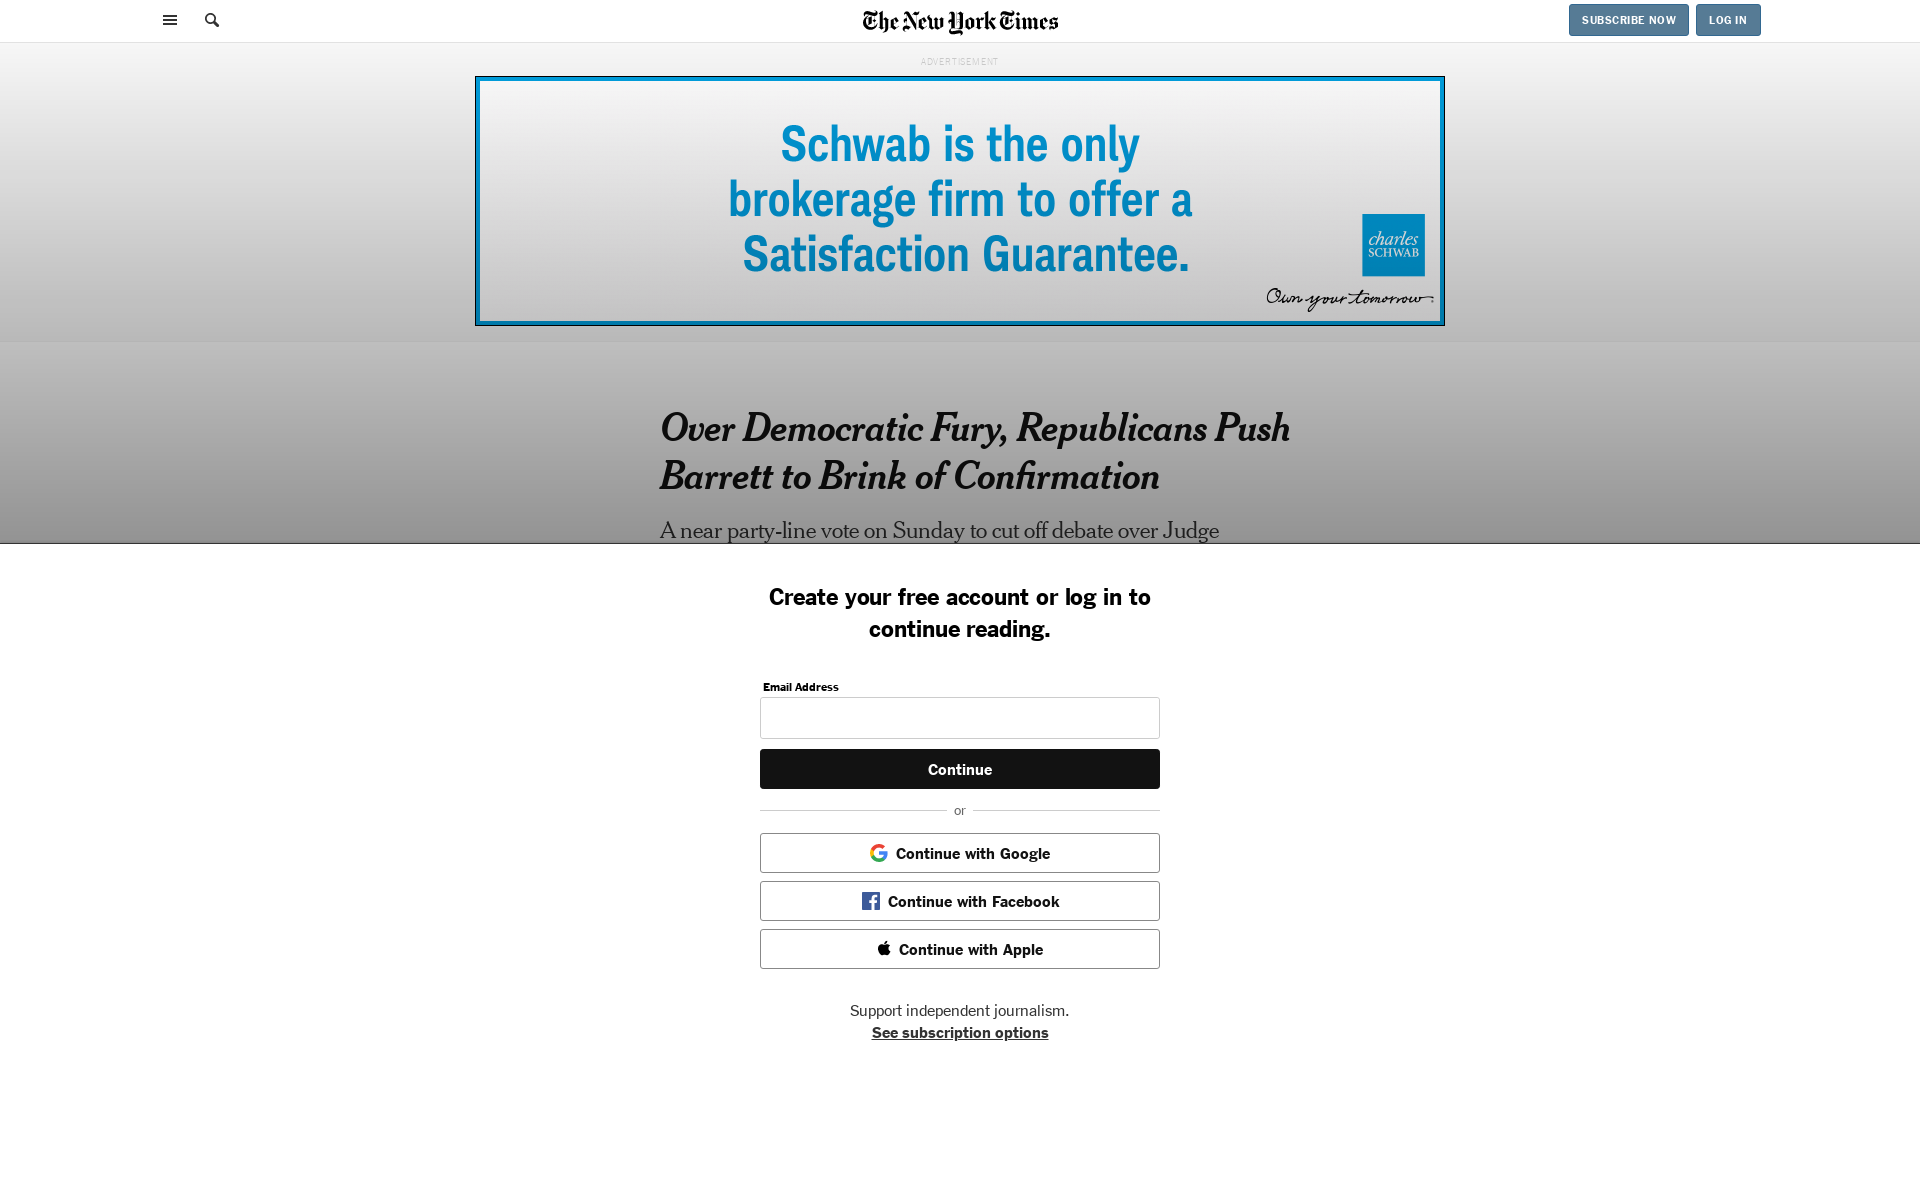 The New York Times
SUBSCRIBE NOW
LOG IN
ADVERTISEMENT
Schwab is the only
brokerage firm to offer a
Satisfaction Guarantee.
charles
SCHWAB
Own your tomorrow
Over Democratic Fury, Republicans Push
Barrett to Brink of Confirmation
A near party-line vote on Sunday to cut off debate over Judge
Create your free account or log in to
continue reading.
Email Address
Continue
or
Continue with Google
Continue with Facebook
Continue with Apple
Support independent journalism.
See subscription options